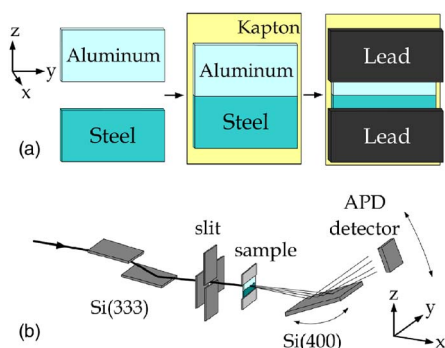 z
y
x
Aluminum
Steel
(a)
Kapton
Aluminum
Steel
Lead
Lead
slit
sample
APD
detector
Si(333)
Si(400)
z
y
x
(b)